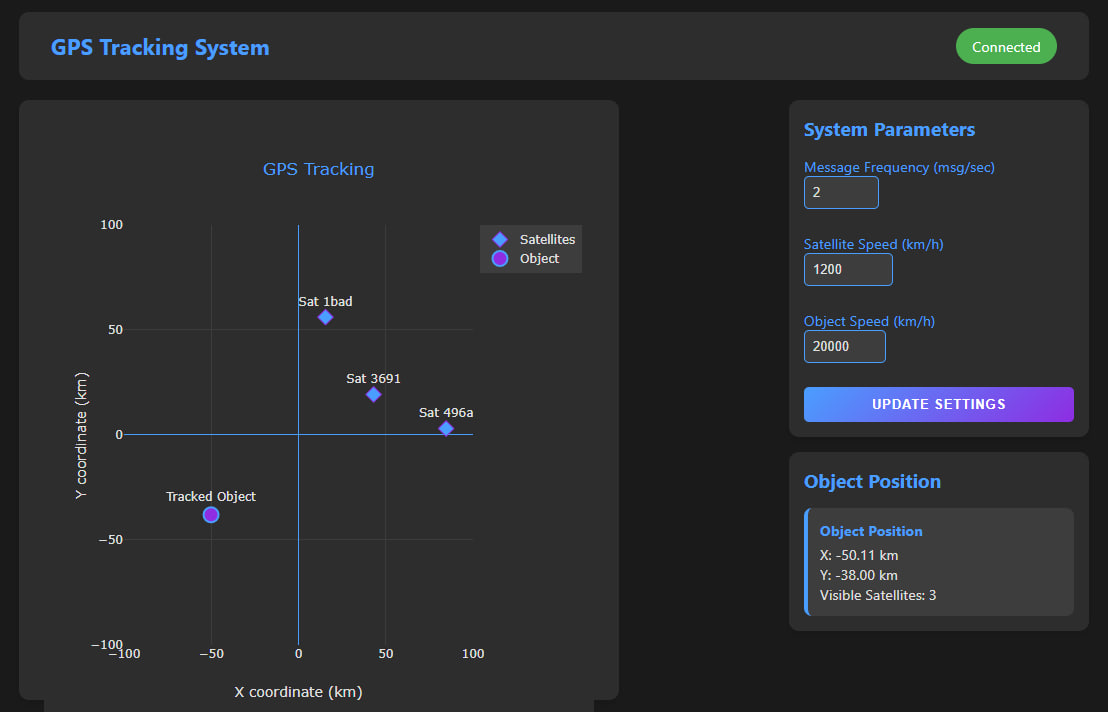 GPS Tracking System
Connected
GPS Tracking
100
50
0
−50
−100
−100
−50
0
50
100
Y coordinate (km)
X coordinate (km)
Satellites
Object
Sat 1bad
Sat 3691
Sat 496a
Tracked Object
System Parameters
Message Frequency (msg/sec)
2
Satellite Speed (km/h)
1200
Object Speed (km/h)
20000
UPDATE SETTINGS
Object Position
Object Position
X: -50.11 km
Y: -38.00 km
Visible Satellites: 3